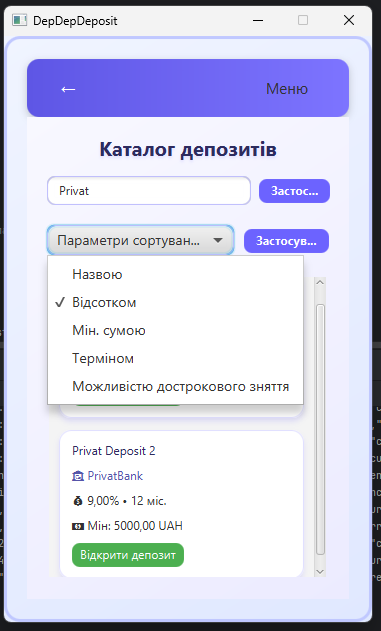 DepDepDeposit
← Меню
Каталог депозитів
Privat Застос...
Параметри сортуван... Застосув...
Назвою
✓ Відсотком
Мін. сумою
Терміном
Можливістю дострокового зняття
Privat Deposit 2
PrivatBank
9,00% • 12 міс.
Мін: 5000,00 UAH
Відкрити депозит